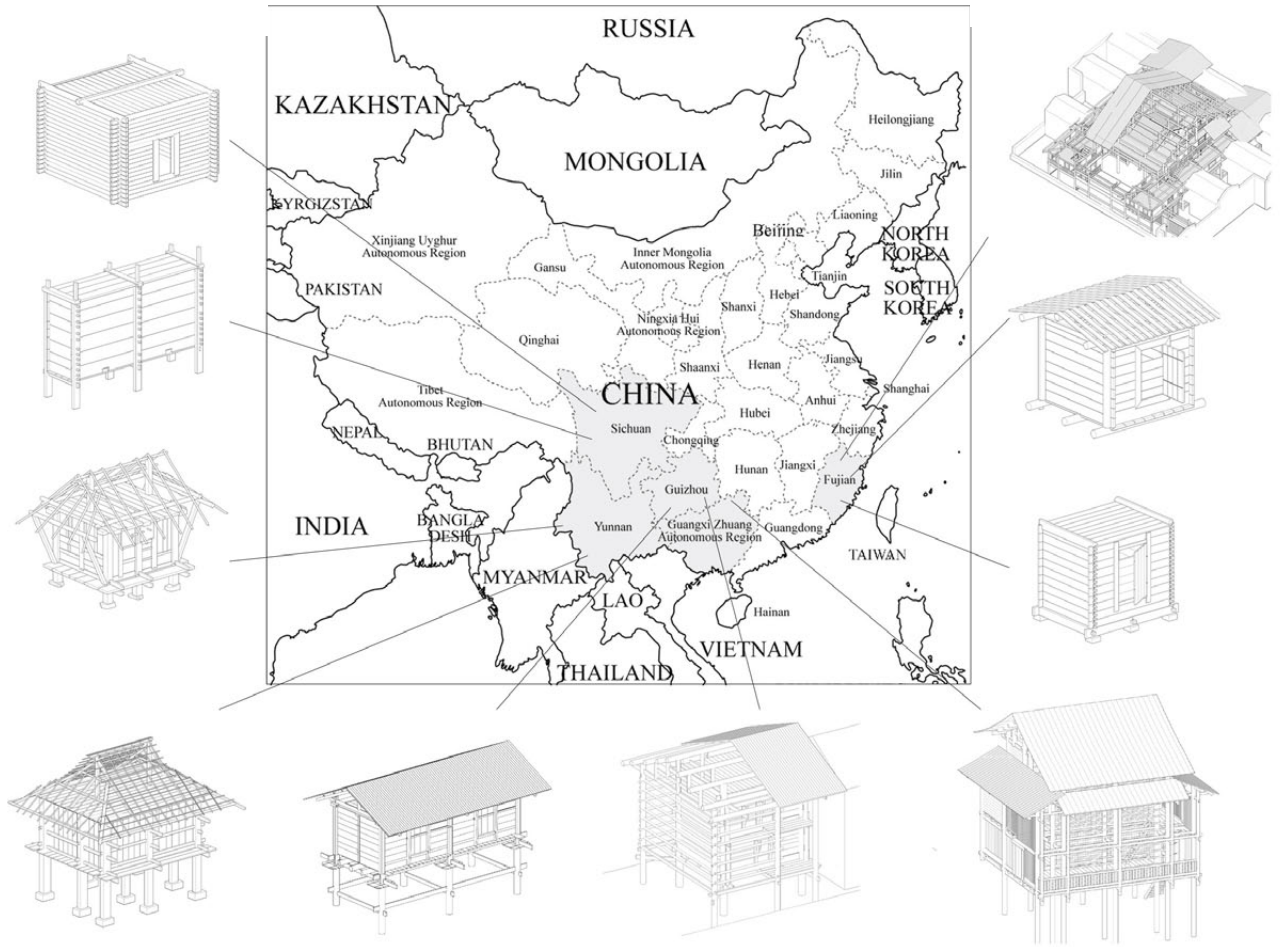 RUSSIA
KAZAKHSTAN
Heilongjiang
MONGOLIA
Jilin
KYRGIZSTAN
Liaoning
Beijing
NORTH
KOREA
Xinjiang Uyghur
Autonomous Region
Inner Mongolia
Autonomous Region
Gansu
Tianjin
PAKISTAN
SOUTH
KOREA
Hebei
Shanxi
Shandong
Ningxia Hui
Autonomous Region
Qinghai
Shaanxi
Henan
Jiangsu
Tibet
Autonomous Region
CHINA
Anhui
Shanghai
Hubei
NEPAL
Sichuan
Zhejiang
BHUTAN
Chongqing
Hunan
Jiangxi
Fujian
Guizhou
INDIA
BANGLA
DESH
Yunnan
Guangxi Zhuang
Autonomous Region
Guangdong
TAIWAN
MYANMAR
LAO
Hainan
VIETNAM
THAILAND